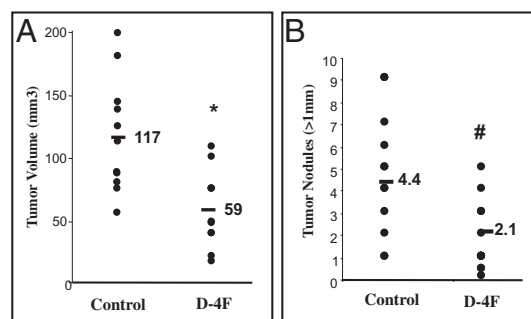 A
Tumor Volume (mm3)
200
150
100
50
0
117
*
59
Control
D-4F
B
Tumor Nodules (>1mm)
10
9
8
7
6
5
4
3
2
1
0
4.4
#
2.1
Control
D-4F